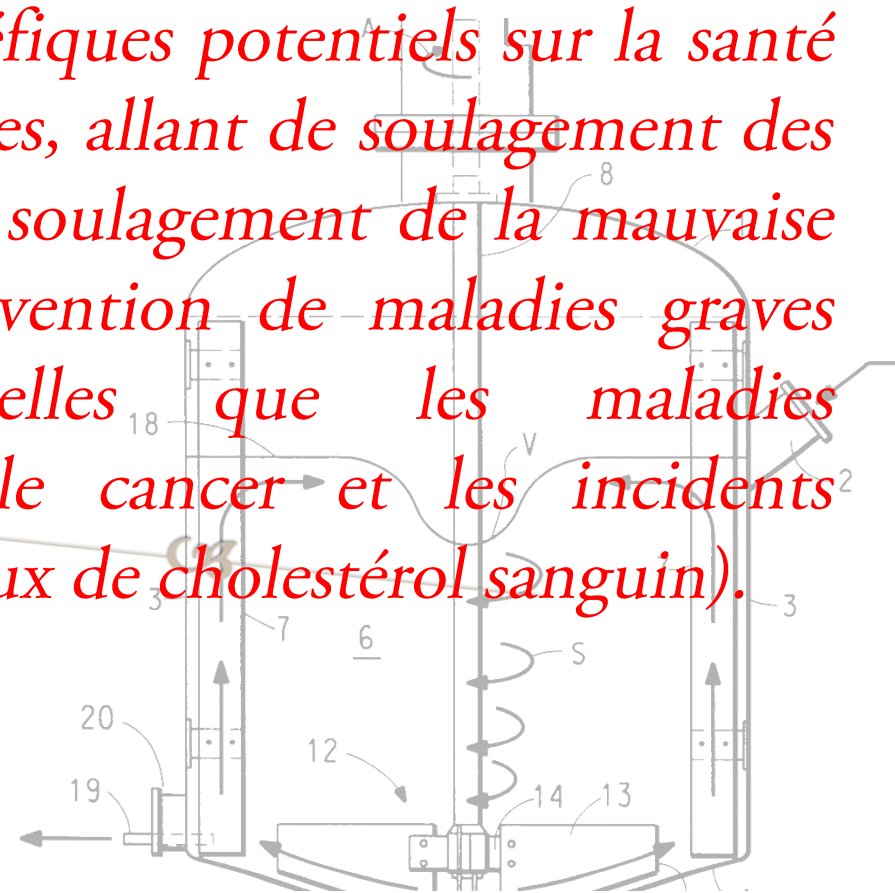 éfiques potentiels sur la santé
es, allant de soulagement des
soulagement de la mauvaise
vention de maladies graves
elles que les maladies
le cancer et les incidents
ux de cholestérol sanguin).
A
8
18
V
2
3
3
7
6
S
20
12
19
14
13